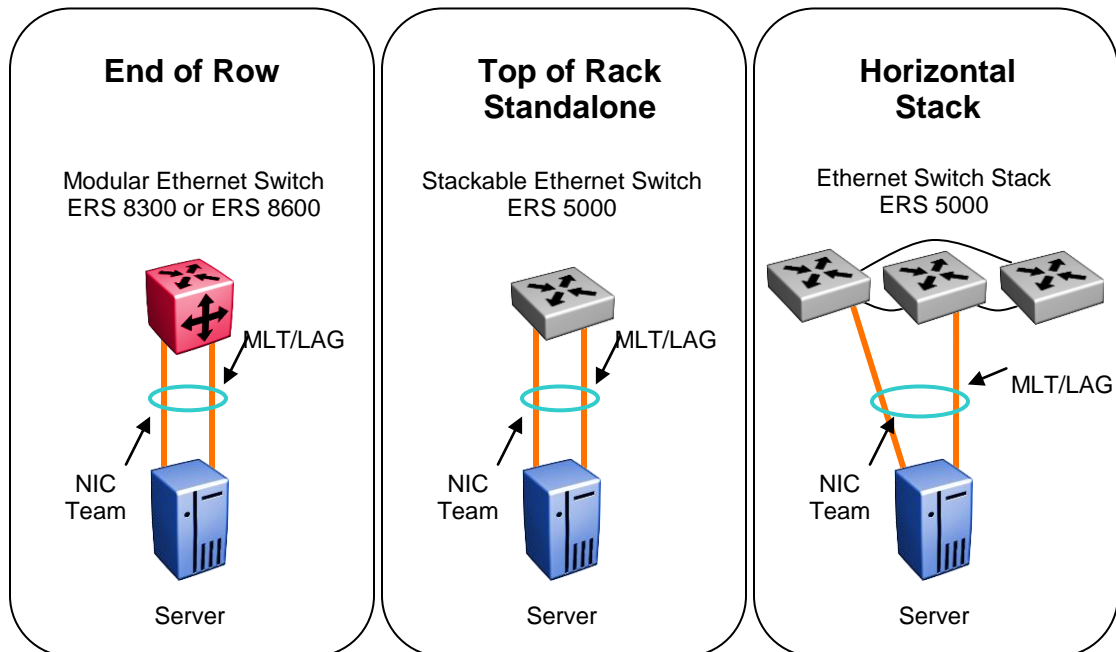 End of Row
Modular Ethernet Switch
ERS 8300 or ERS 8600
MLT/LAG
NIC
Team
Server
Top of Rack
Standalone
Stackable Ethernet Switch
ERS 5000
MLT/LAG
NIC
Team
Server
Horizontal
Stack
Ethernet Switch Stack
ERS 5000
MLT/LAG
NIC
Team
Server